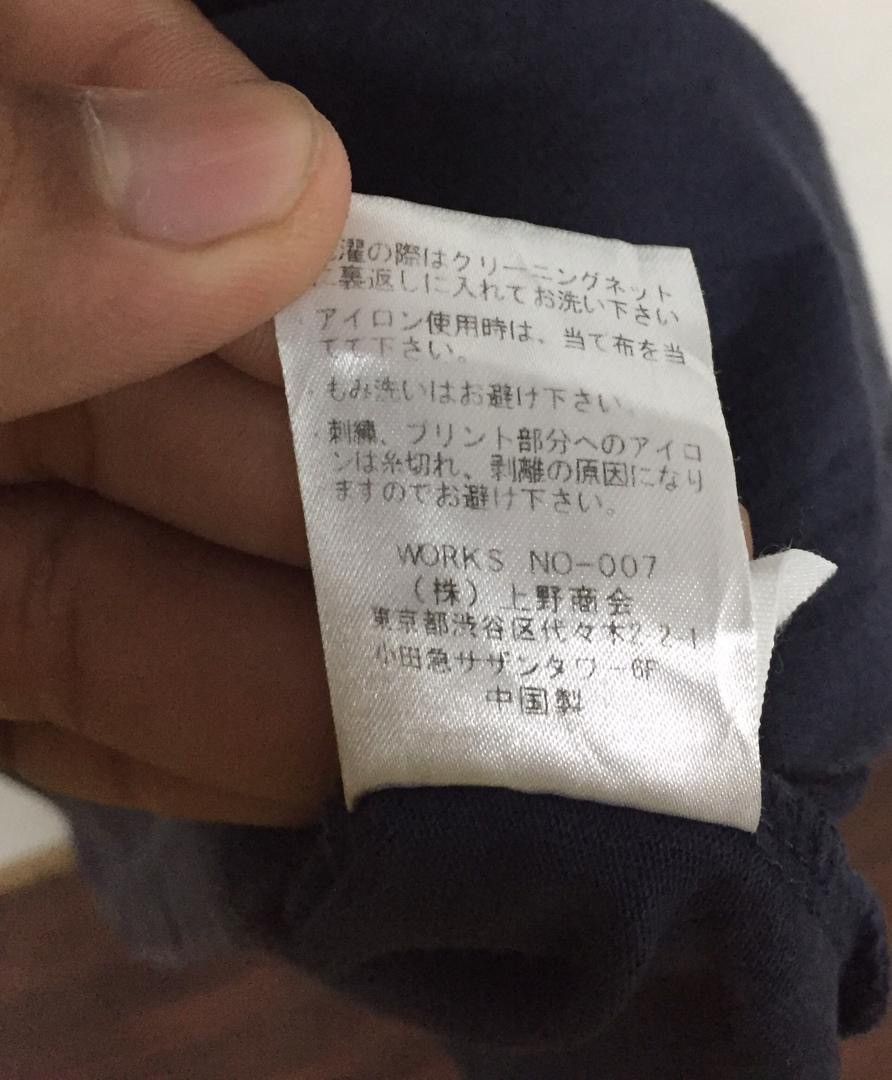 濯の際はクリーニングネット
に裏返しに入れてお洗い下さい
・アイロン使用時は、当て布を当
てて下さい。
・もみ洗いはお避け下さい。
・刺繍、プリント部分へのアイロ
ンは糸切れ、剥離の原因になり
ますのでお避け下さい。
WORKS NO-007
(株)上野商会
東京都渋谷区代々木2-2-1
小田急サザンタワー6F
中国製